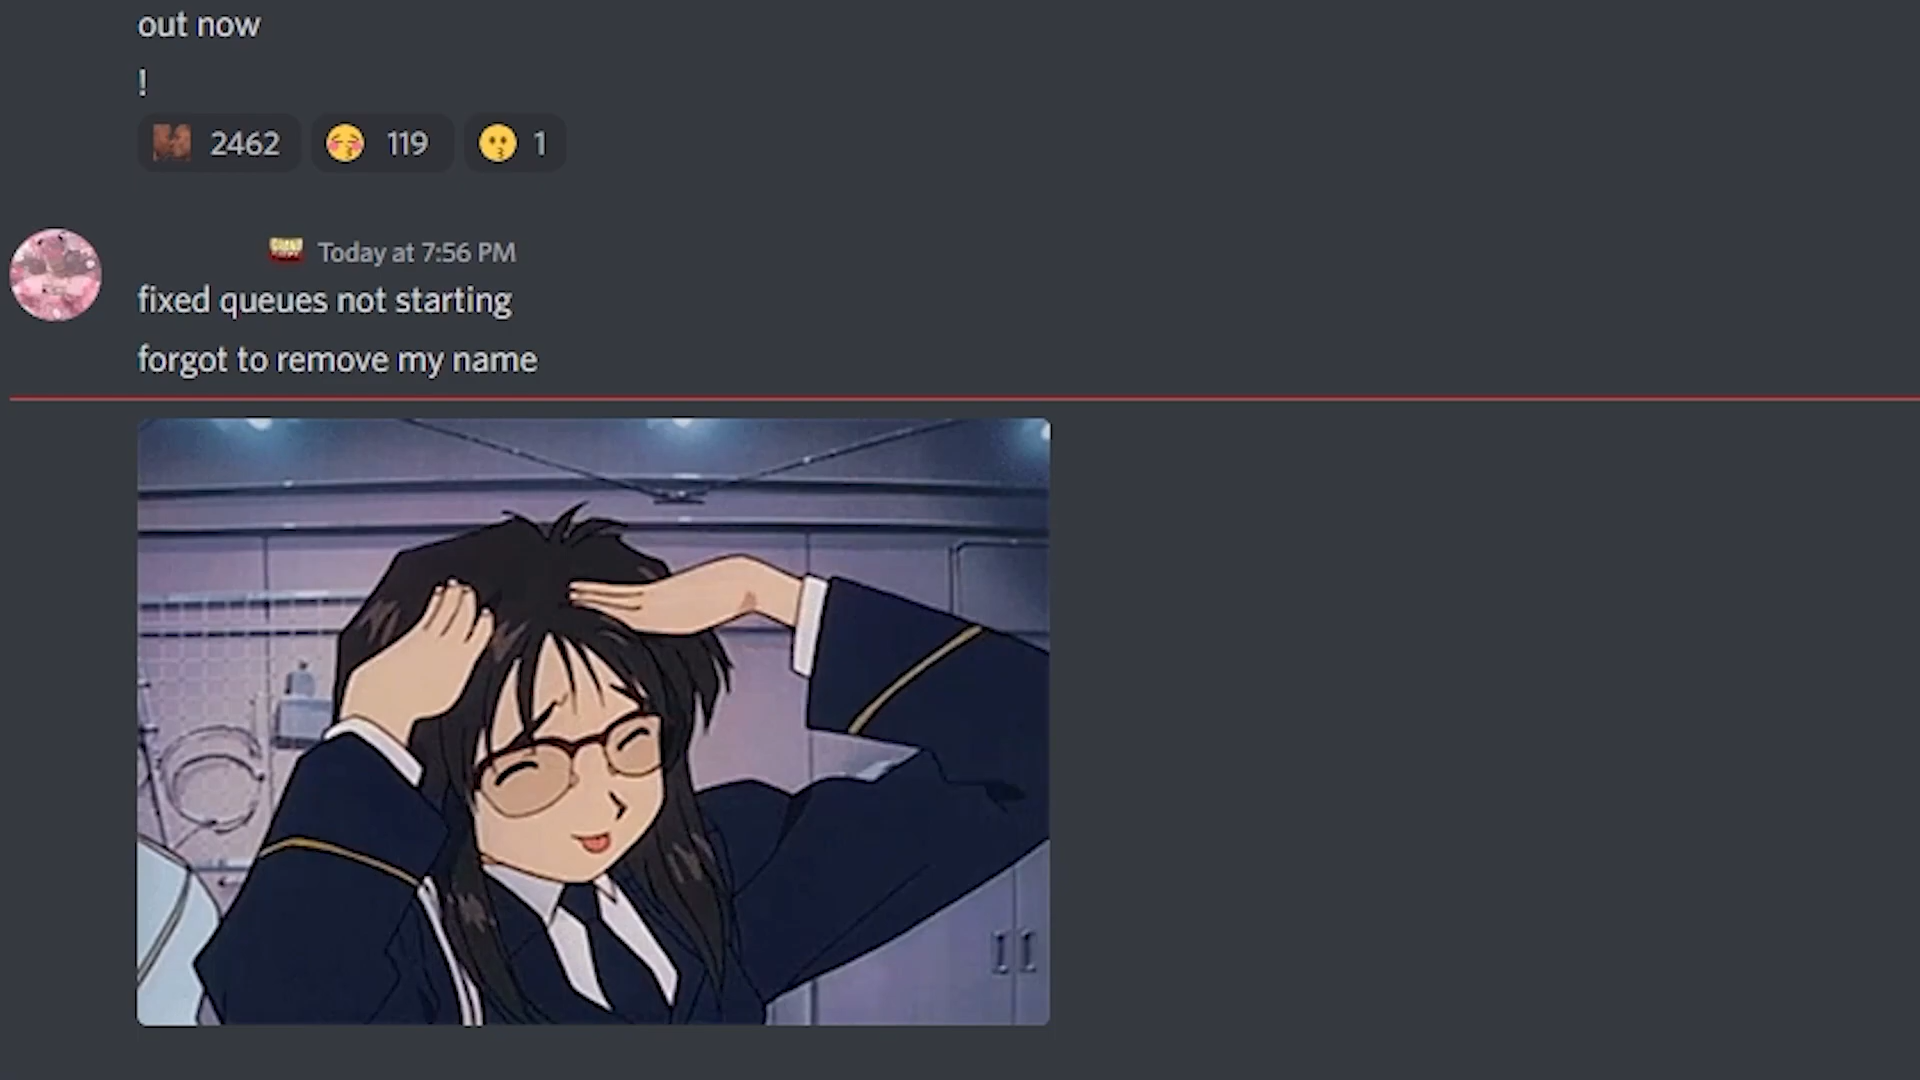 out now
!
2462 119 1
Today at 7:56 PM
fixed queues not starting
forgot to remove my name